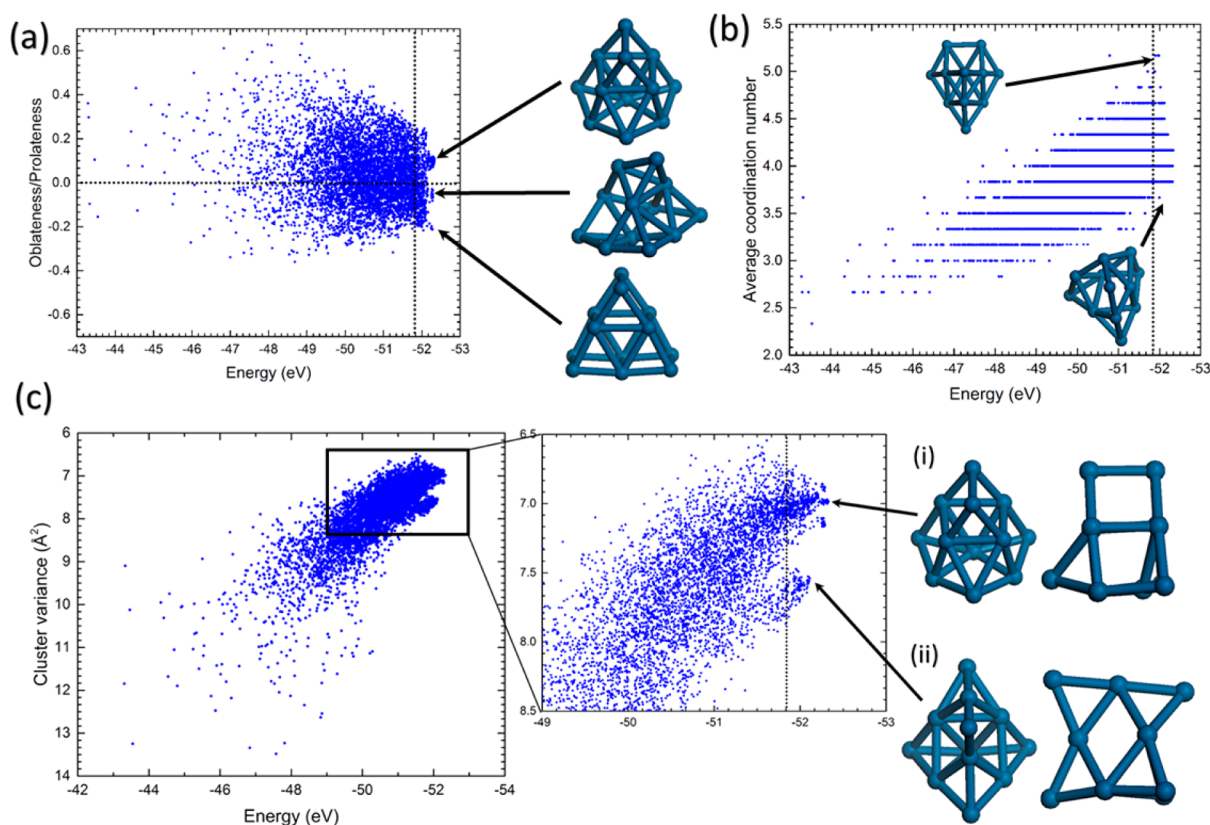 (a)
0.6
0.4
0.2
0.0
-0.2
-0.4
-0.6
Oblateness/Prolateness
-43 -44 -45 -46 -47 -48 -49 -50 -51 -52 -53
Energy (eV)
(b)
5.5
5.0
4.5
4.0
3.5
3.0
2.5
2.0
Average coordination number
-43 -44 -45 -46 -47 -48 -49 -50 -51 -52 -53
Energy (eV)
(c)
6
7
8
9
10
11
12
13
14
Cluster variance (Å²)
-42 -44 -46 -48 -50 -52 -54
Energy (eV)
6.5
7.0
7.5
8.0
8.5
-49 -50 -51 -52 -53
(i)
(ii)